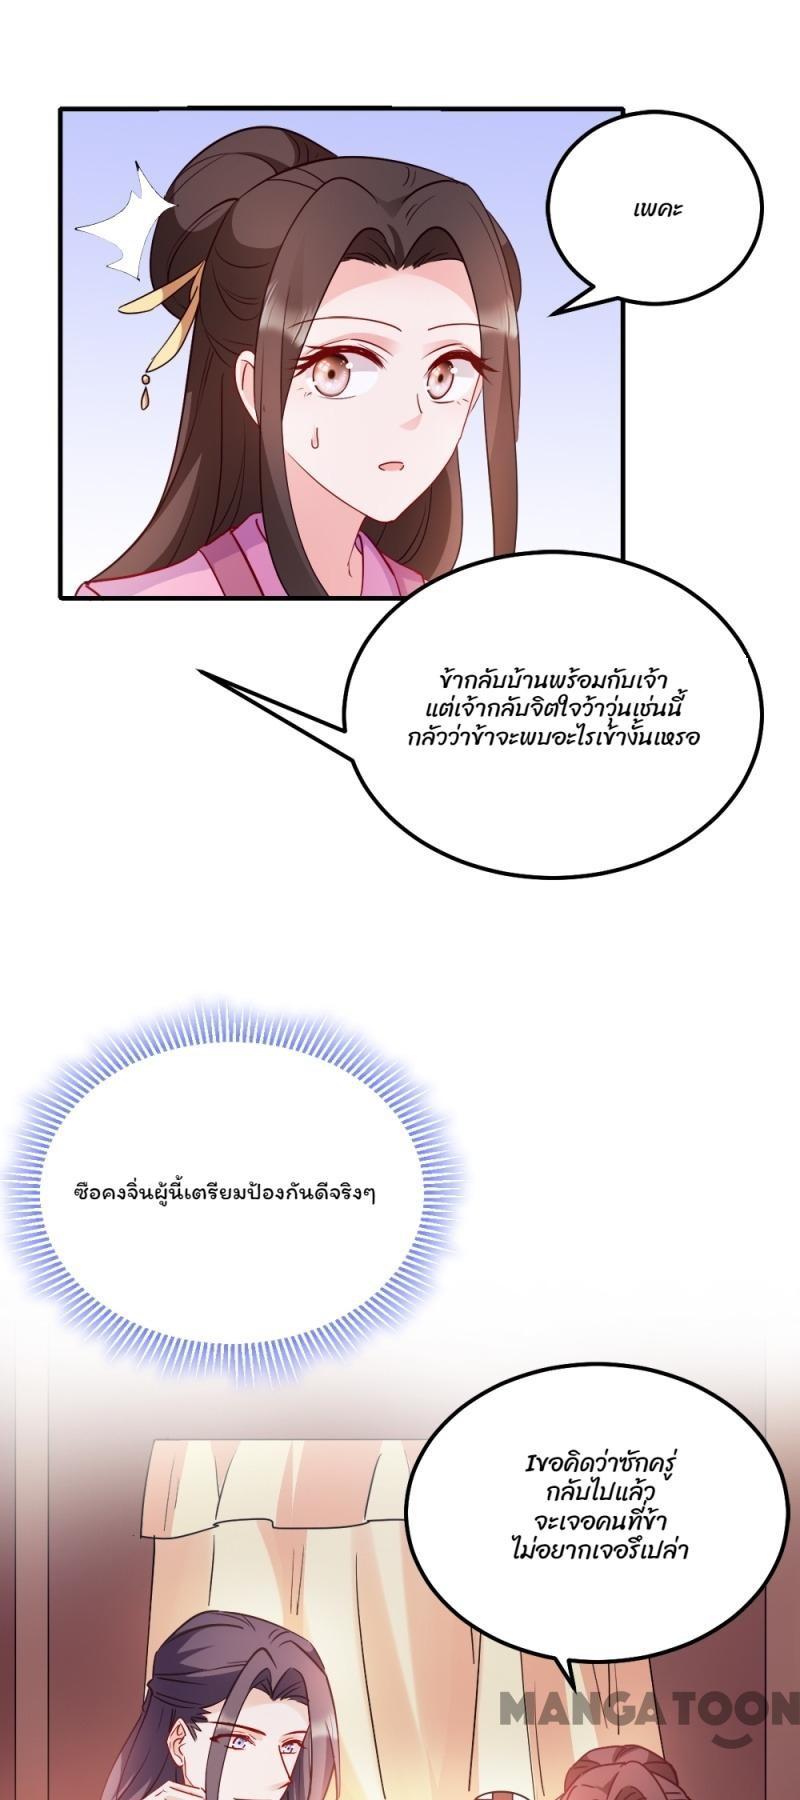 เพคะ
ข้ากลับบ้านพร้อมกับเจ้า
แต่เจ้ากลับจิตใจว้าวุ่นเช่นนี้
กลัวว่าข้าจะพบอะไรเข้างั้นเหรอ
ซือคงจิ่นผู้นี้เตรียมป้องกันดีจริงๆ
Iขอคิดว่าซักครู่
กลับไปแล้ว
จะเจอคนที่ข้า
ไม่อยากเจอรึเปล่า
MANGATOON